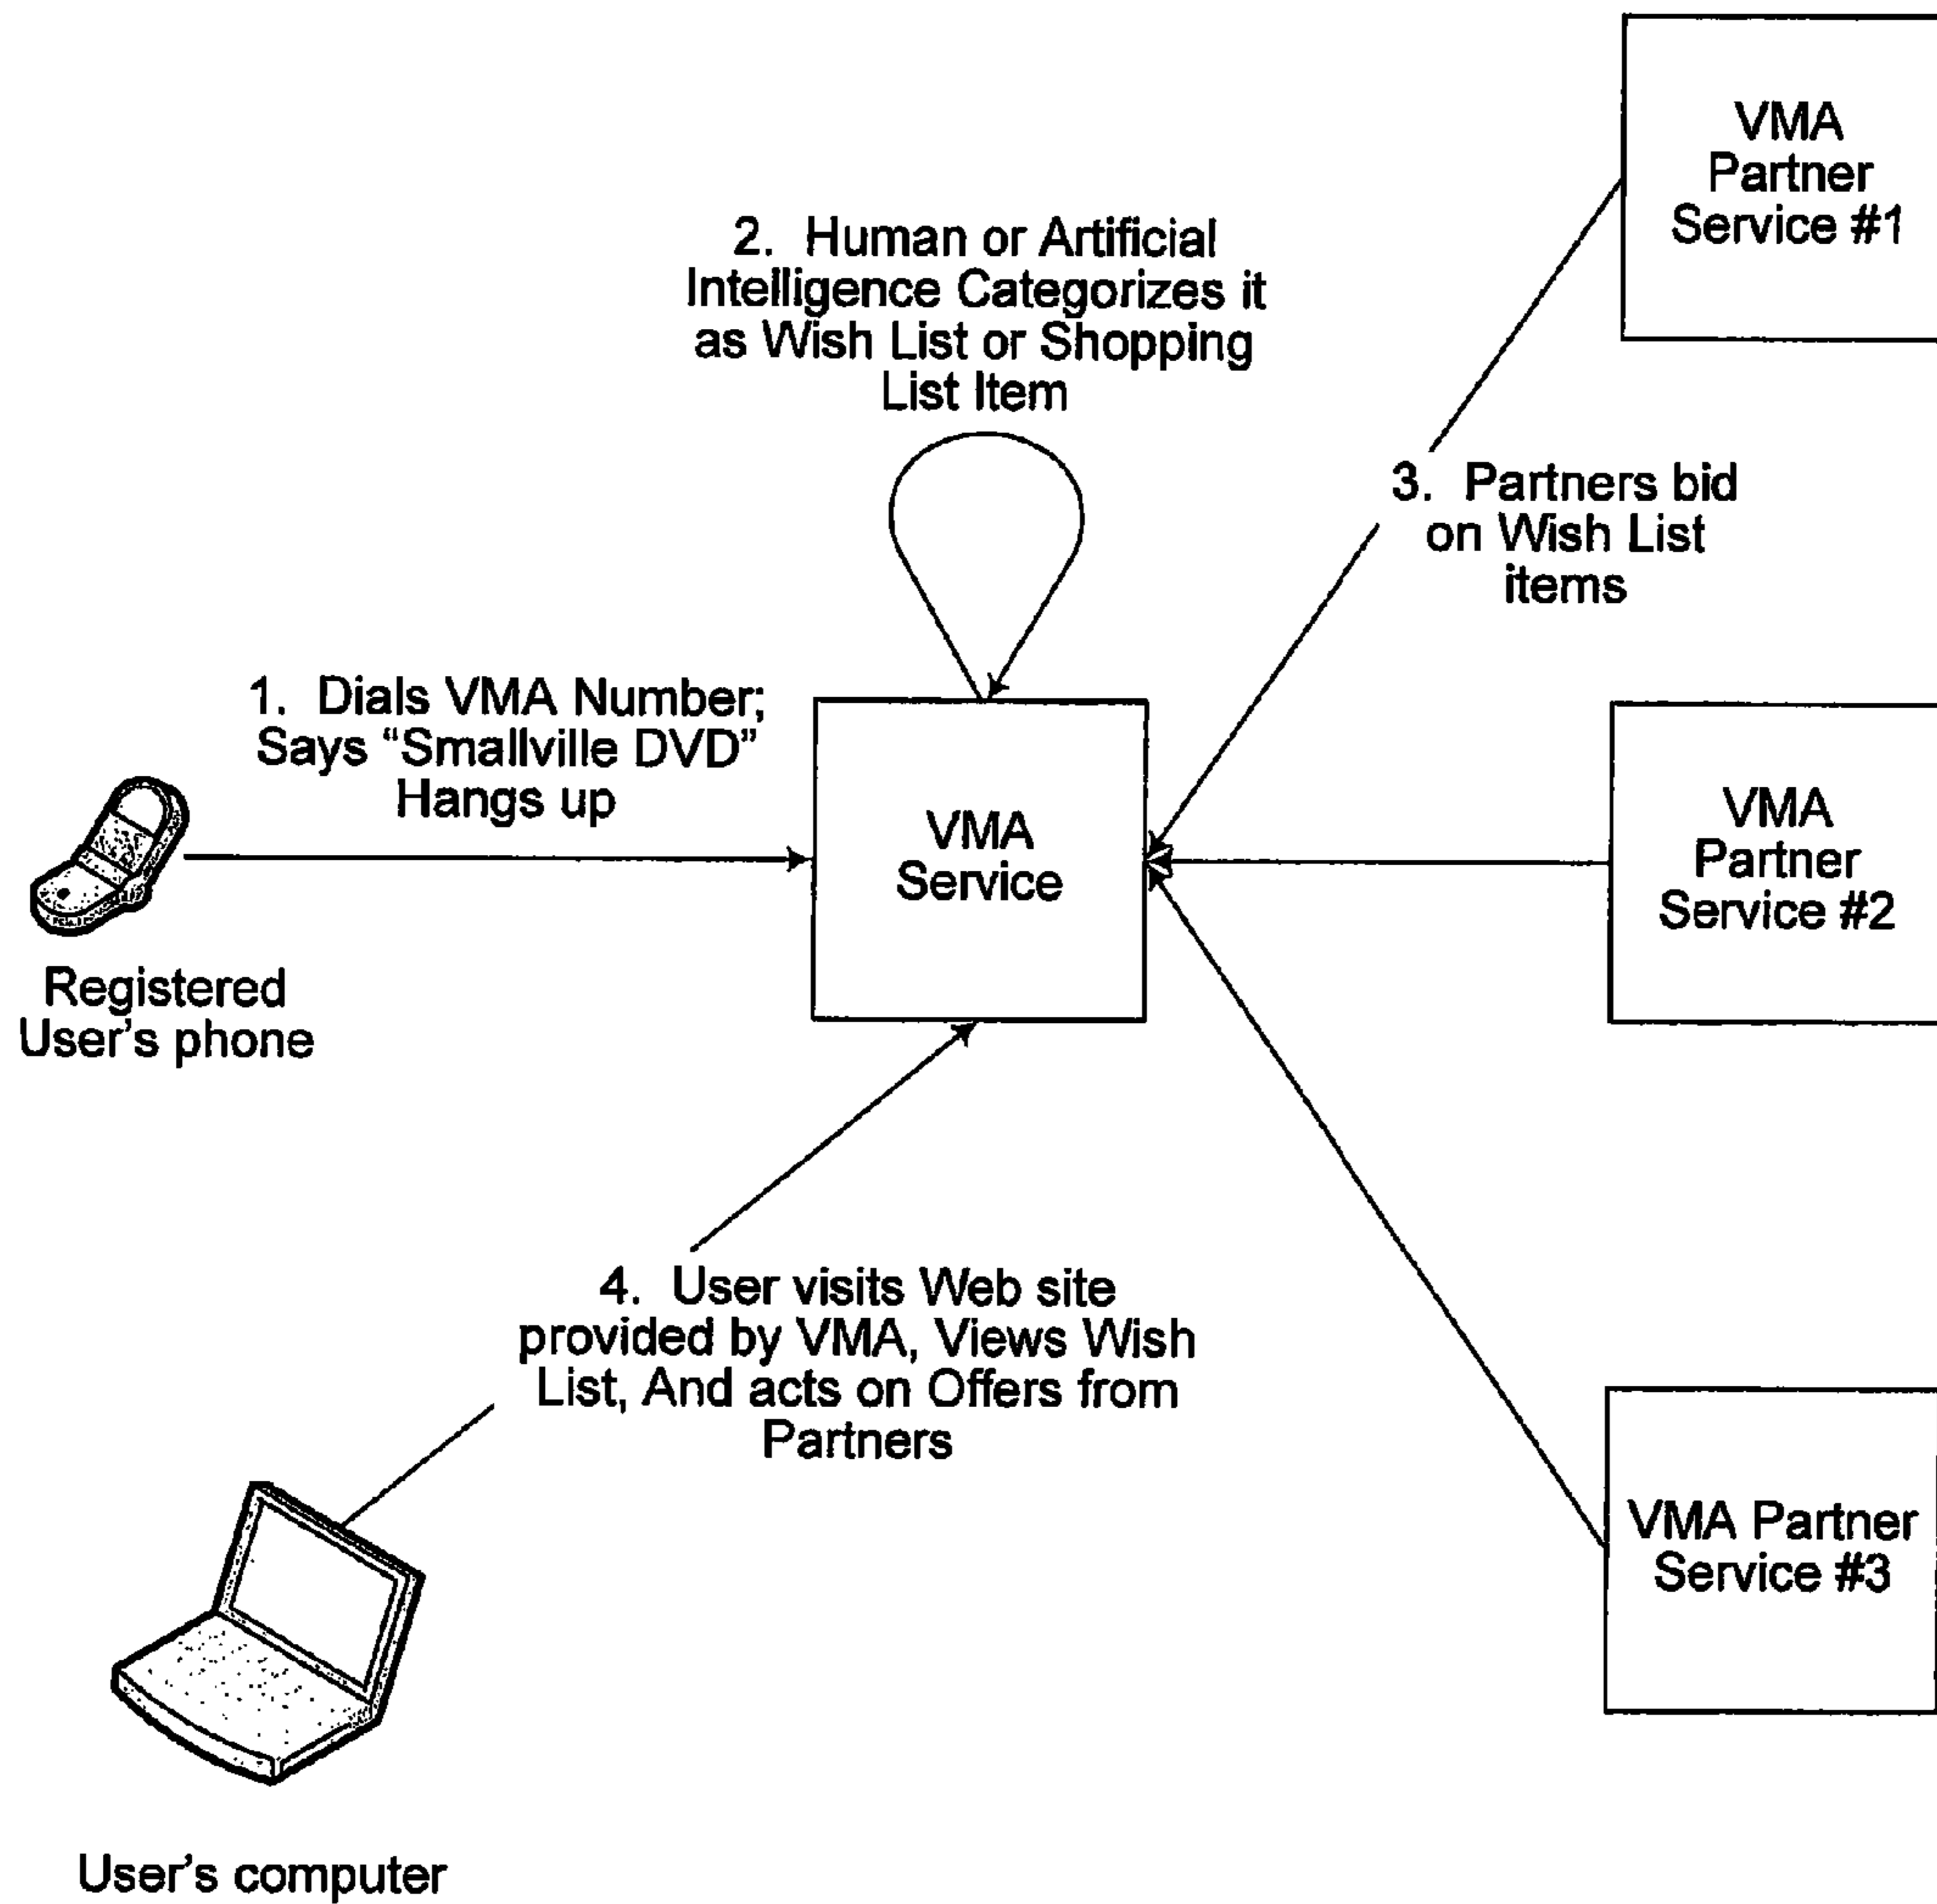 VMA
Partner
Service #1
2. Human or Artificial
Intelligence Categorizes it
as Wish List or Shopping
List Item
3. Partners bid
on Wish List
items
1. Dials VMA Number;
Says “Smallville DVD”
Hangs up
VMA
Service
VMA
Partner
Service #2
Registered
User’s phone
4. User visits Web site
provided by VMA, Views Wish
List, And acts on Offers from
Partners
VMA Partner
Service #3
User’s computer